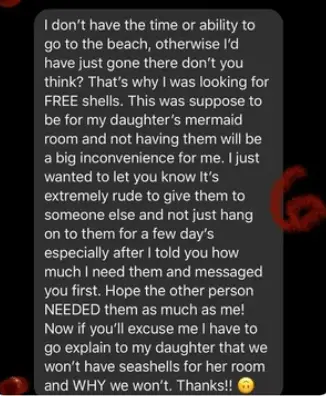 I don't have the time or ability to
go to the beach, otherwise I'd
have just gone there don't you
think? That's why I was looking for
FREE shells. This was suppose to
be for my daughter's mermaid
room and not having them will be
a big inconvenience for me. I just
wanted to let you know It's
extremely rude to give them to
someone else and not just hang
on to them for a few day's
especially after I told you how
much I need them and messaged
you first. Hope the other person
NEEDED them as much as me!
Now if you'll excuse me I have to
go explain to my daughter that we
won't have seashells for her room
and WHY we won't. Thanks!! 🙃
6